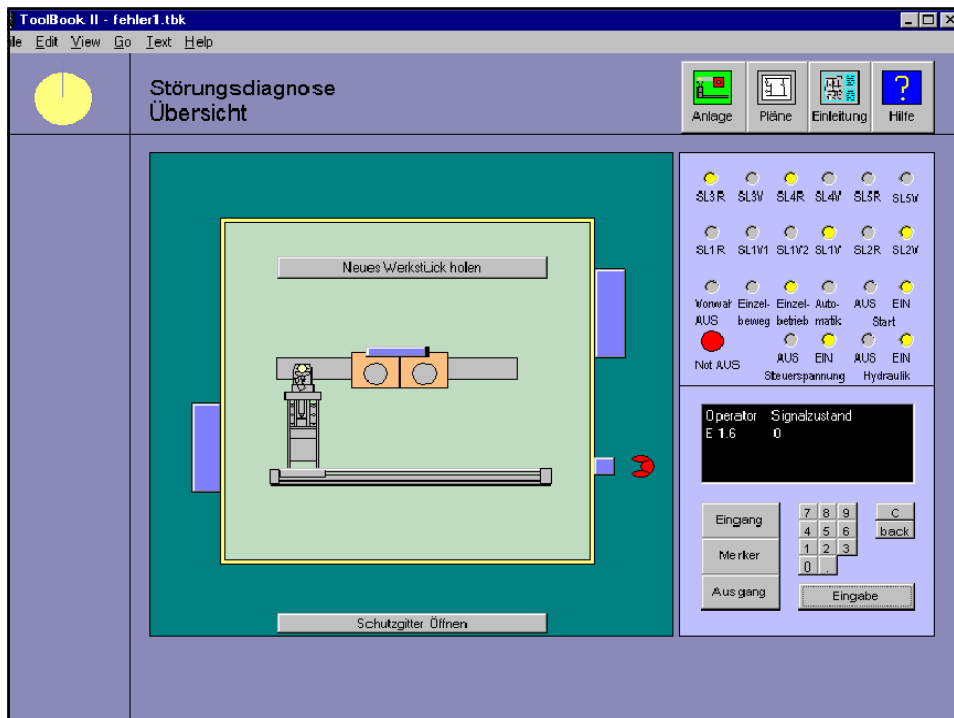 ToolBook II - fehler1.tbk
ile Edit View Go Text Help
Störungsdiagnose
Übersicht
Anlage Pläne Einleitung Hilfe
SL3R SL3V SL4R SL4V SL5R SL5V
SL1R SL1V1 SL1V2 SL1V SL2R SL2V
Vorwar Einzel- Einzel- Auto- AUS EIN
AUS beweg betrieb matik Start
Not AUS AUS EIN AUS EIN
Steuerspannung Hydraulik
Neues Werkstück holen
Operator Signalzustand
E 1.6 0
Eingang
Merker
Ausgang
7 8 9 C
4 5 6 back
1 2 3
0 .
Eingabe
Schutzgitter Öffnen